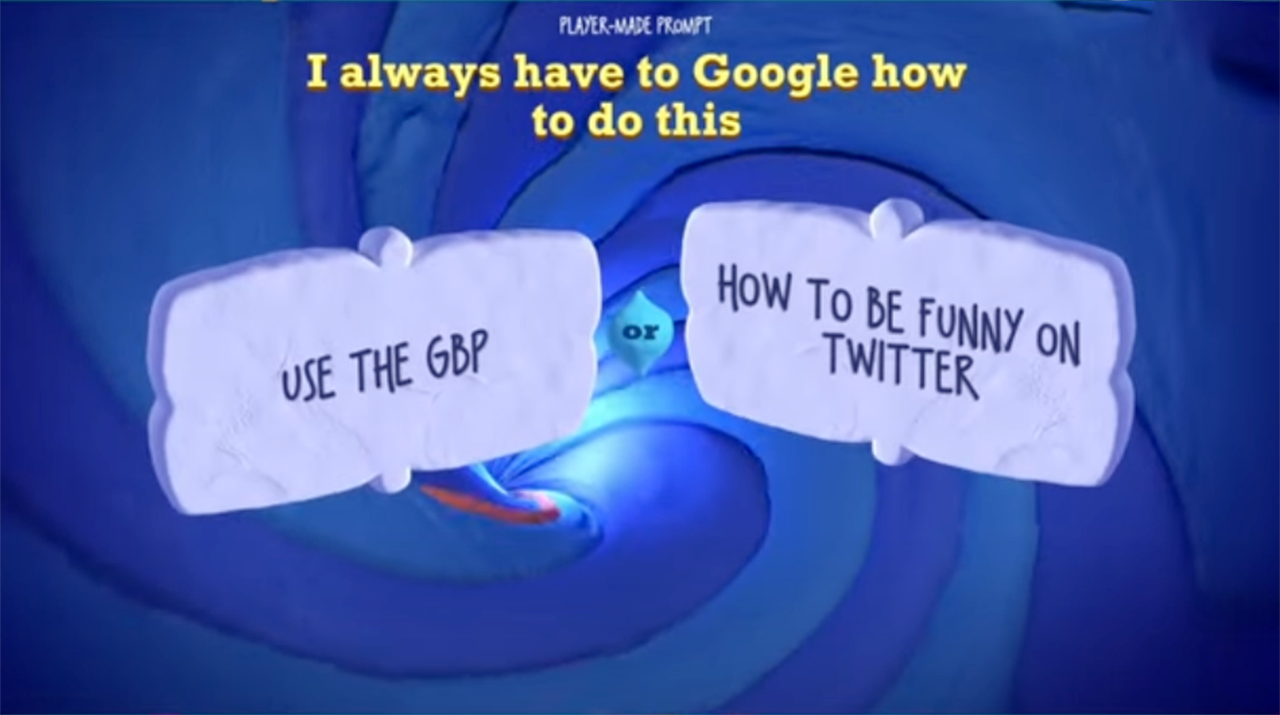 PLAYER-MADE PROMPT
I always have to Google how
to do this
USE THE GBP
or
HOW TO BE FUNNY ON
TWITTER